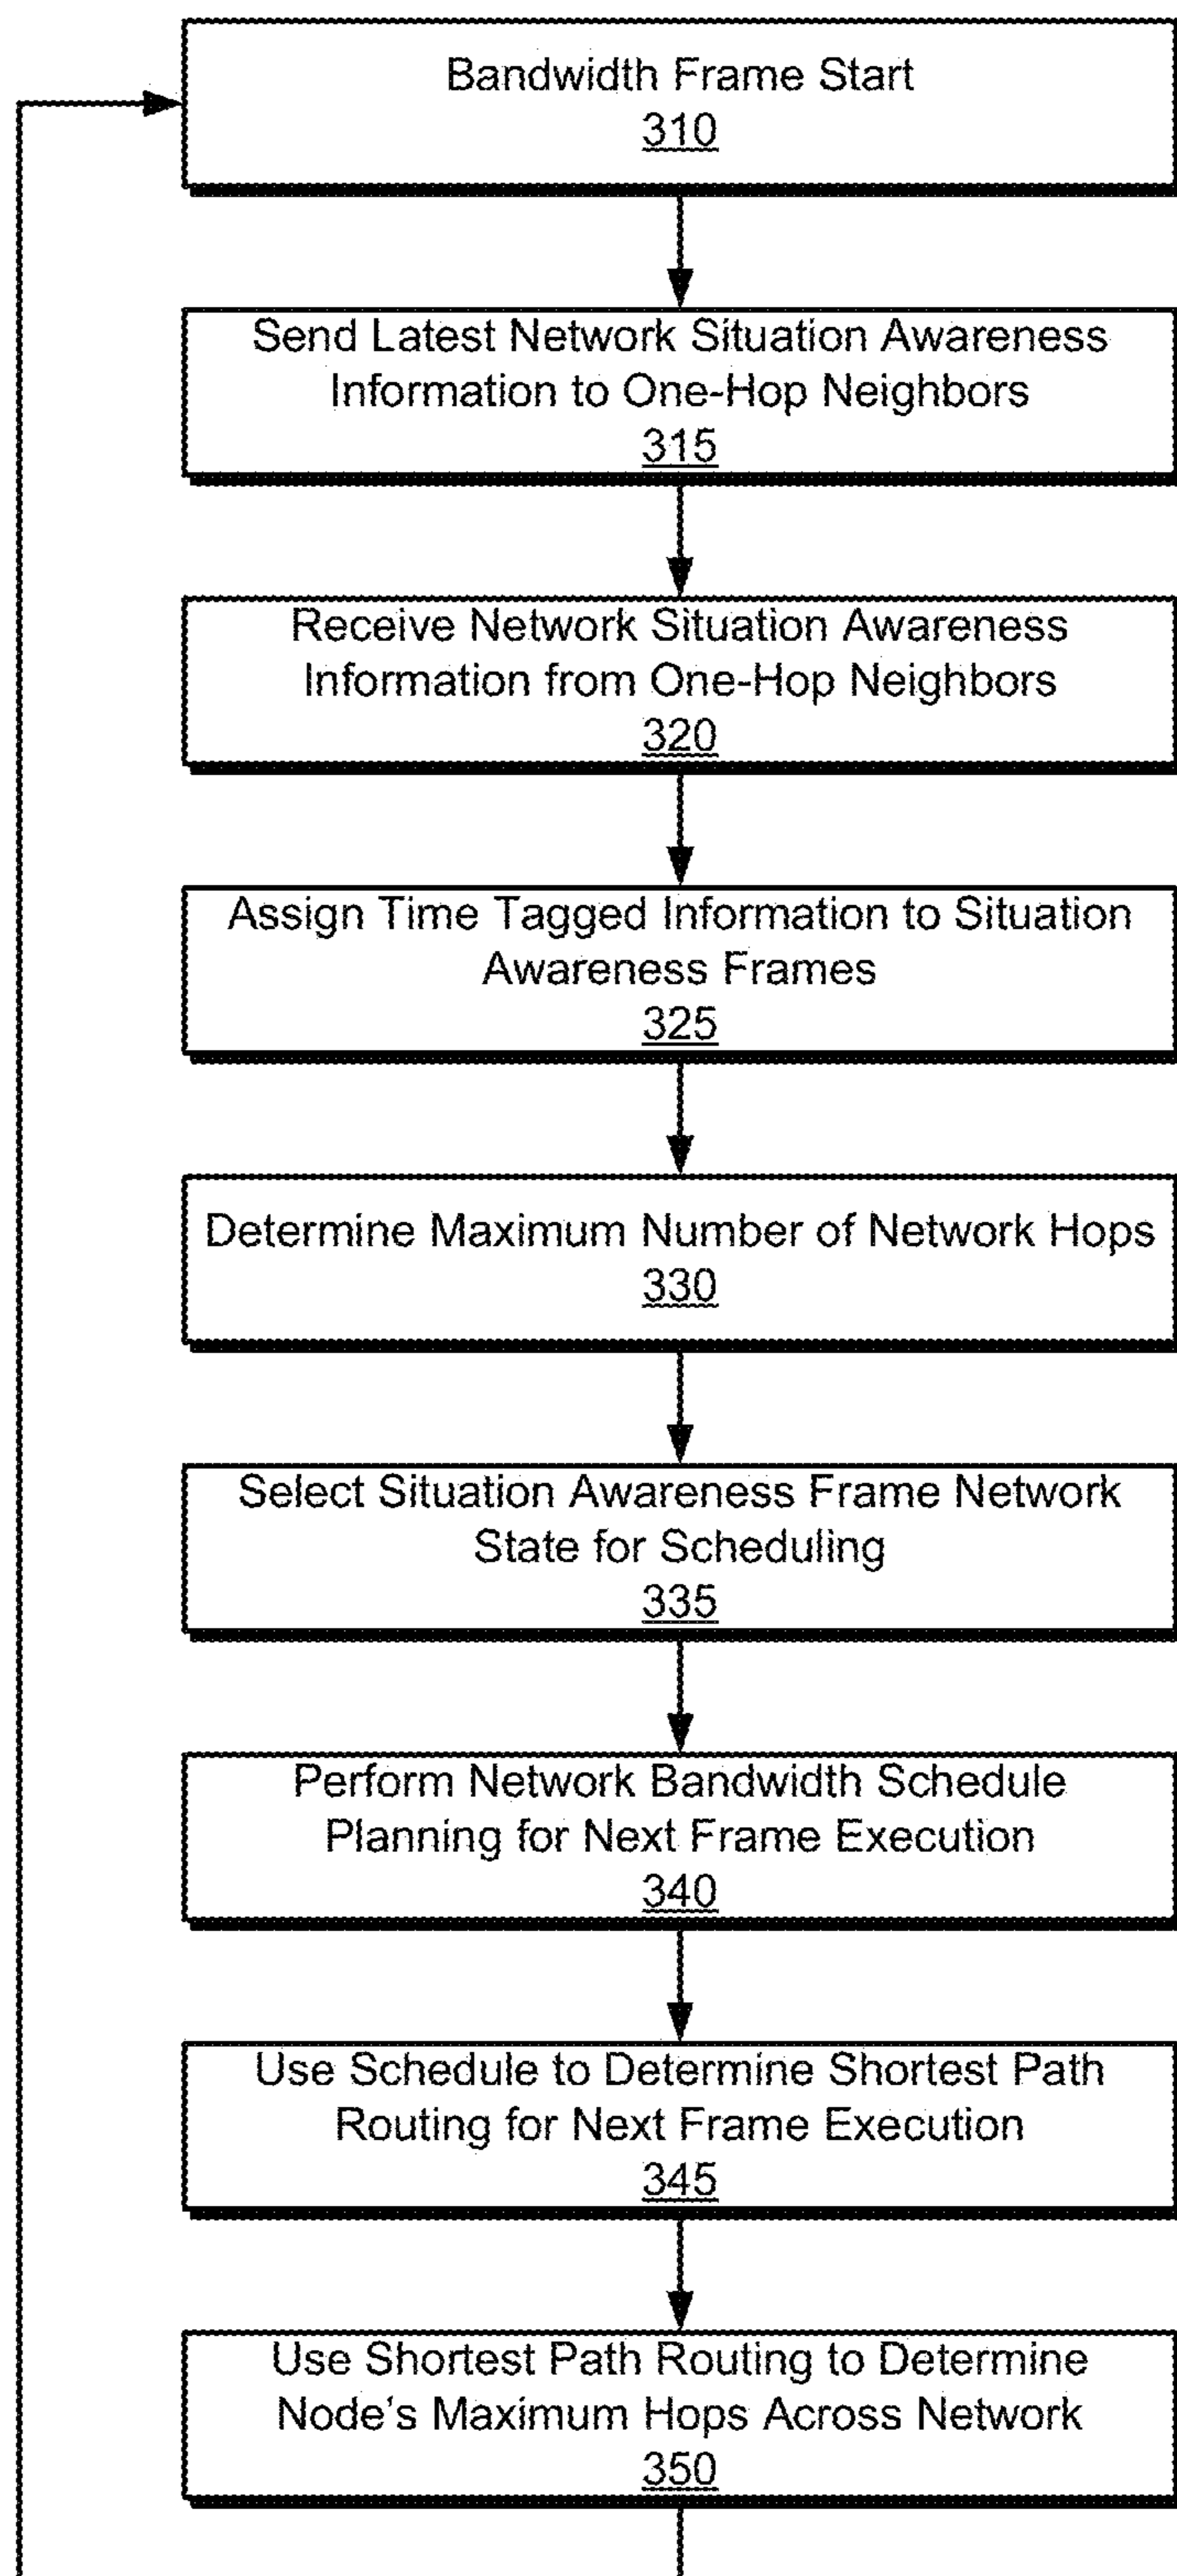 Bandwidth Frame Start
310
Send Latest Network Situation Awareness
Information to One-Hop Neighbors
315
Receive Network Situation Awareness
Information from One-Hop Neighbors
320
Assign Time Tagged Information to Situation
Awareness Frames
325
Determine Maximum Number of Network Hops
330
Select Situation Awareness Frame Network
State for Scheduling
335
Perform Network Bandwidth Schedule
Planning for Next Frame Execution
340
Use Schedule to Determine Shortest Path
Routing for Next Frame Execution
345
Use Shortest Path Routing to Determine
Node's Maximum Hops Across Network
350